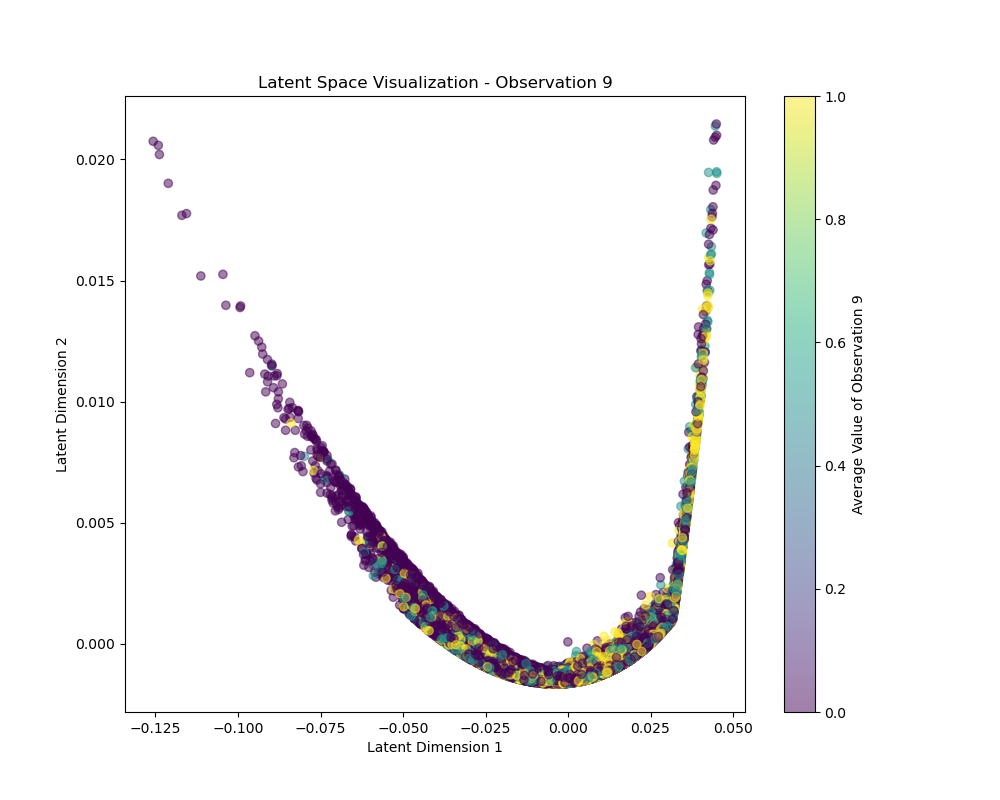 Latent Space Visualization - Observation 9
Latent Dimension 2
0.020
0.015
0.010
0.005
0.000
−0.125 −0.100 −0.075 −0.050 −0.025 0.000 0.025 0.050
Latent Dimension 1
1.0
0.8
0.6
0.4
0.2
0.0
Average Value of Observation 9